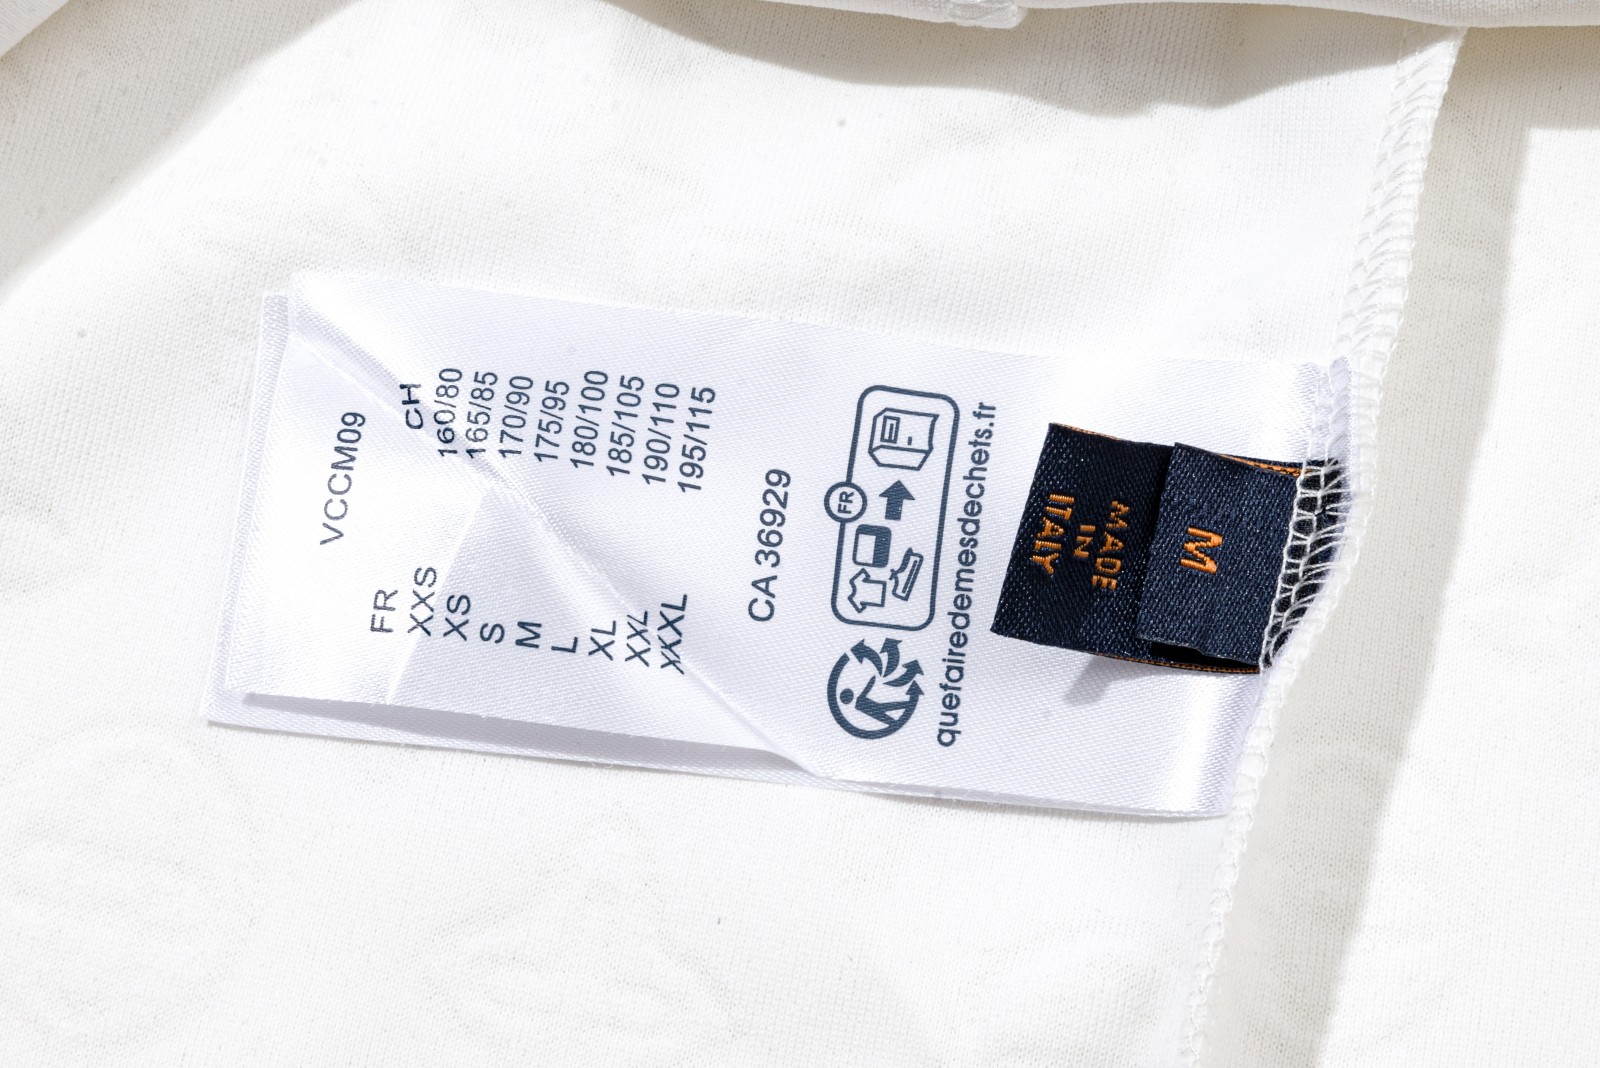 VCCM09
FR CH
XXS 160/80
XS 165/85
S 170/90
M 175/95
L 180/100
XL 185/105
XXL 190/110
XXXL 195/115
CA 36929
FR
quefairedemesdechets.fr
MADE
IN
ITALY
M